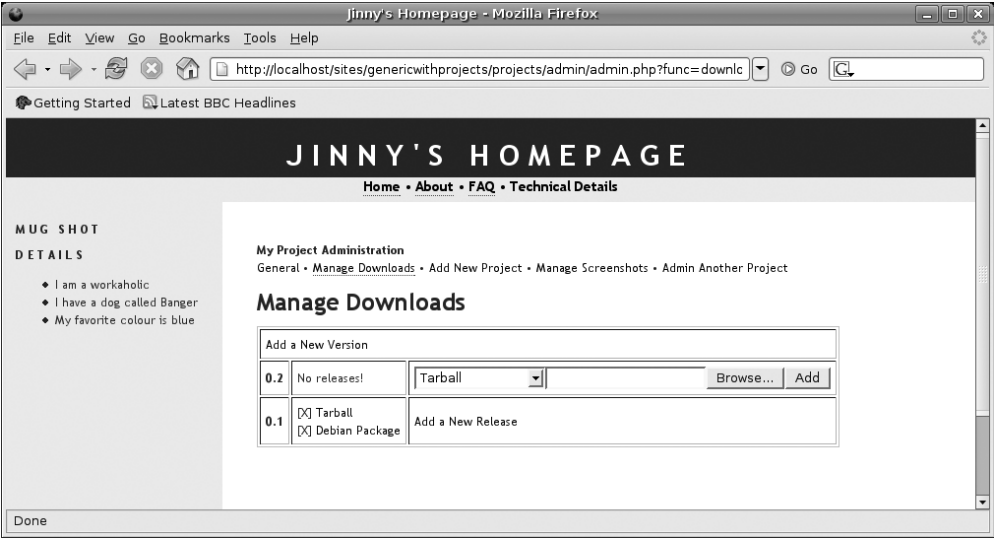 Jinny's Homepage - Mozilla Firefox
File Edit View Go Bookmarks Tools Help
http://localhost/sites/genericwithprojects/projects/admin/admin.php?func=downlc Go G
Getting Started Latest BBC Headlines
JINNY'S HOMEPAGE
Home • About • FAQ • Technical Details
MUG SHOT
DETAILS
◆ I am a workaholic
◆ I have a dog called Banger
◆ My favorite colour is blue
My Project Administration
General • Manage Downloads • Add New Project • Manage Screenshots • Admin Another Project
Manage Downloads
Add a New Version
0.2 No releases! Tarball Browse... Add
0.1 [X] Tarball
[X] Debian Package
Add a New Release
Done